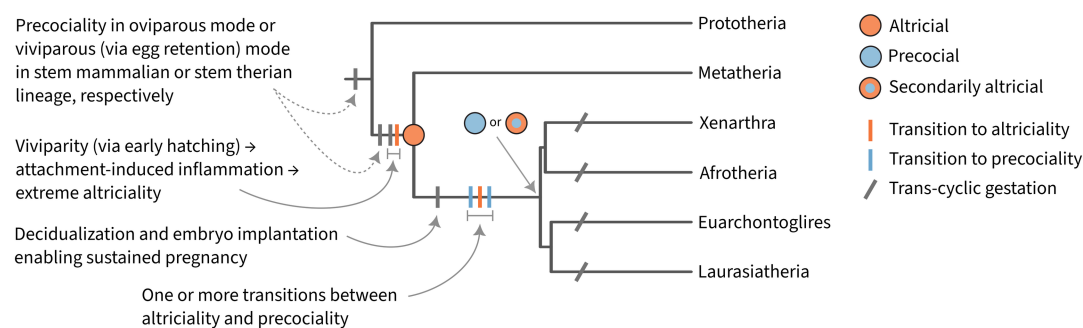 Precociality in oviparous mode or
viviparous (via egg retention) mode
in stem mammalian or stem therian
lineage, respectively
Viviparity (via early hatching) →
attachment-induced inflammation →
extreme altriciality
Decidualization and embryo implantation
enabling sustained pregnancy
One or more transitions between
altriciality and precociality
or
Prototheria
Metatheria
Xenarthra
Afrotheria
Euarchontoglires
Laurasiatheria
Altricial
Precocial
Secondarily altricial
Transition to altriciality
Transition to precociality
Trans-cyclic gestation